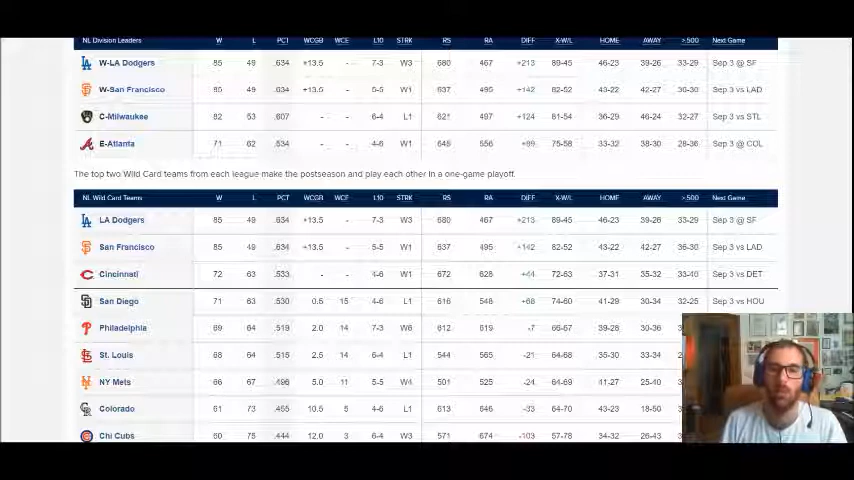 NL Division Leaders W L PCT WCGB WCE L10 STRK RS RA DIFF X-W/L HOME AWAY >.500 Next Game
W-LA Dodgers 85 49 .634 +13.5 - 7-3 W3 680 467 +213 89-45 46-23 39-26 33-29 Sep 3 @ SF
W-San Francisco 85 49 .634 +13.5 - 5-5 W1 637 495 +142 82-52 43-22 42-27 36-30 Sep 3 vs LAD
C-Milwaukee 82 53 .607 - - 6-4 L1 621 497 +124 81-54 36-29 46-24 32-27 Sep 3 vs STL
E-Atlanta 71 62 .534 - - 4-6 W1 645 556 +89 75-58 33-32 38-30 28-36 Sep 3 @ COL
The top two Wild Card teams from each league make the postseason and play each other in a one-game playoff.
NL Wild Card Teams W L PCT WCGB WCE L10 STRK RS RA DIFF X-W/L HOME AWAY >.500 Next Game
LA Dodgers 85 49 .634 +13.5 - 7-3 W3 680 467 +213 89-45 46-23 39-26 33-29 Sep 3 @ SF
San Francisco 85 49 .634 +13.5 - 5-5 W1 637 495 +142 82-52 43-22 42-27 36-30 Sep 3 vs LAD
Cincinnati 72 63 .533 - - 4-6 W1 672 628 +44 72-63 37-31 35-32 33-40 Sep 3 vs DET
San Diego 71 63 .530 0.5 15 4-6 L1 616 548 +68 74-60 41-29 30-34 32-25 Sep 3 vs HOU
Philadelphia 69 64 .519 2.0 14 7-3 W6 612 619 -7 66-67 39-28 30-36
St. Louis 68 64 .515 2.5 14 6-4 L1 544 565 -21 64-68 35-30 33-34
NY Mets 66 67 .496 5.0 11 5-5 W4 501 525 -24 64-69 41-27 25-40
Colorado 61 73 .455 10.5 5 4-6 L1 613 646 -33 64-70 43-23 18-50
Chi Cubs 60 75 .444 12.0 3 6-4 W3 571 674 -103 57-78 34-32 26-43